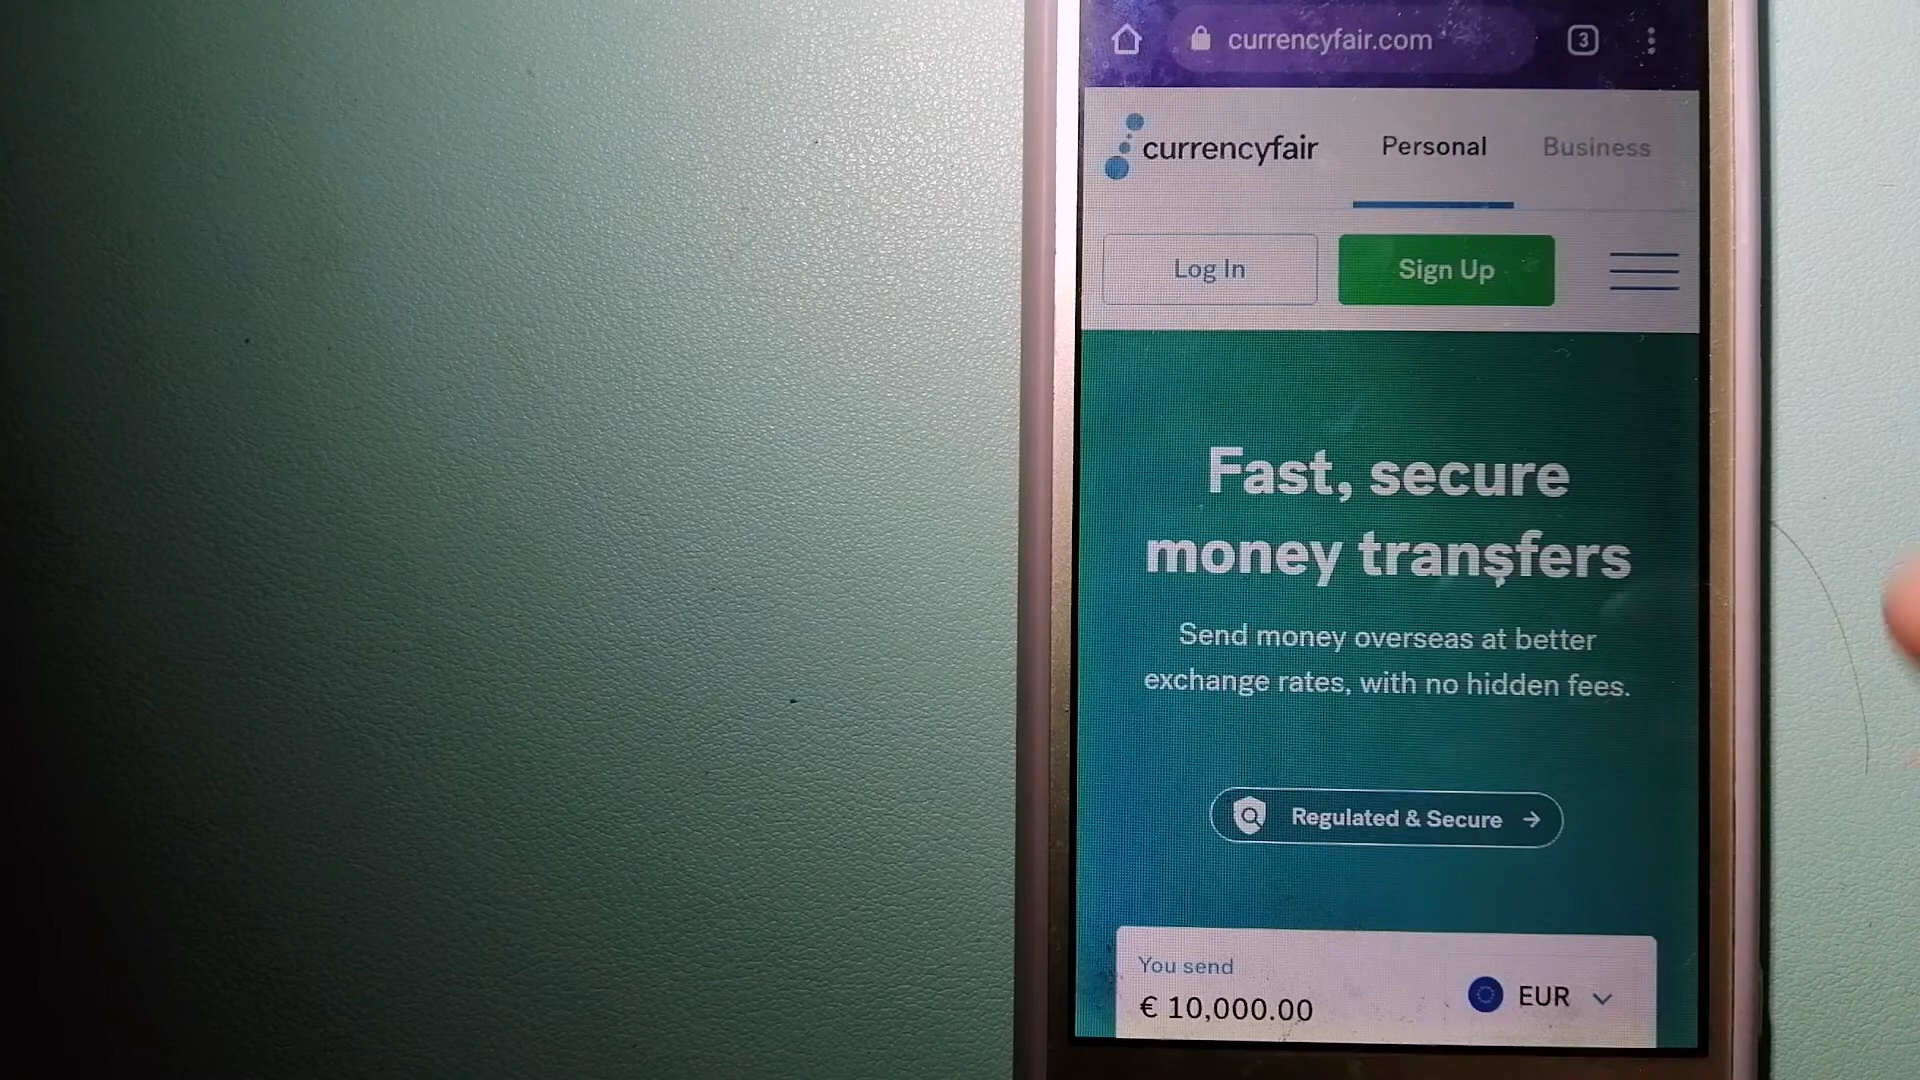 currencyfair.com
3
currencyfair
Personal
Business
Log In
Sign Up
Fast, secure
money transfers
Send money overseas at better
exchange rates, with no hidden fees.
Regulated & Secure →
You send
€ 10,000.00
EUR